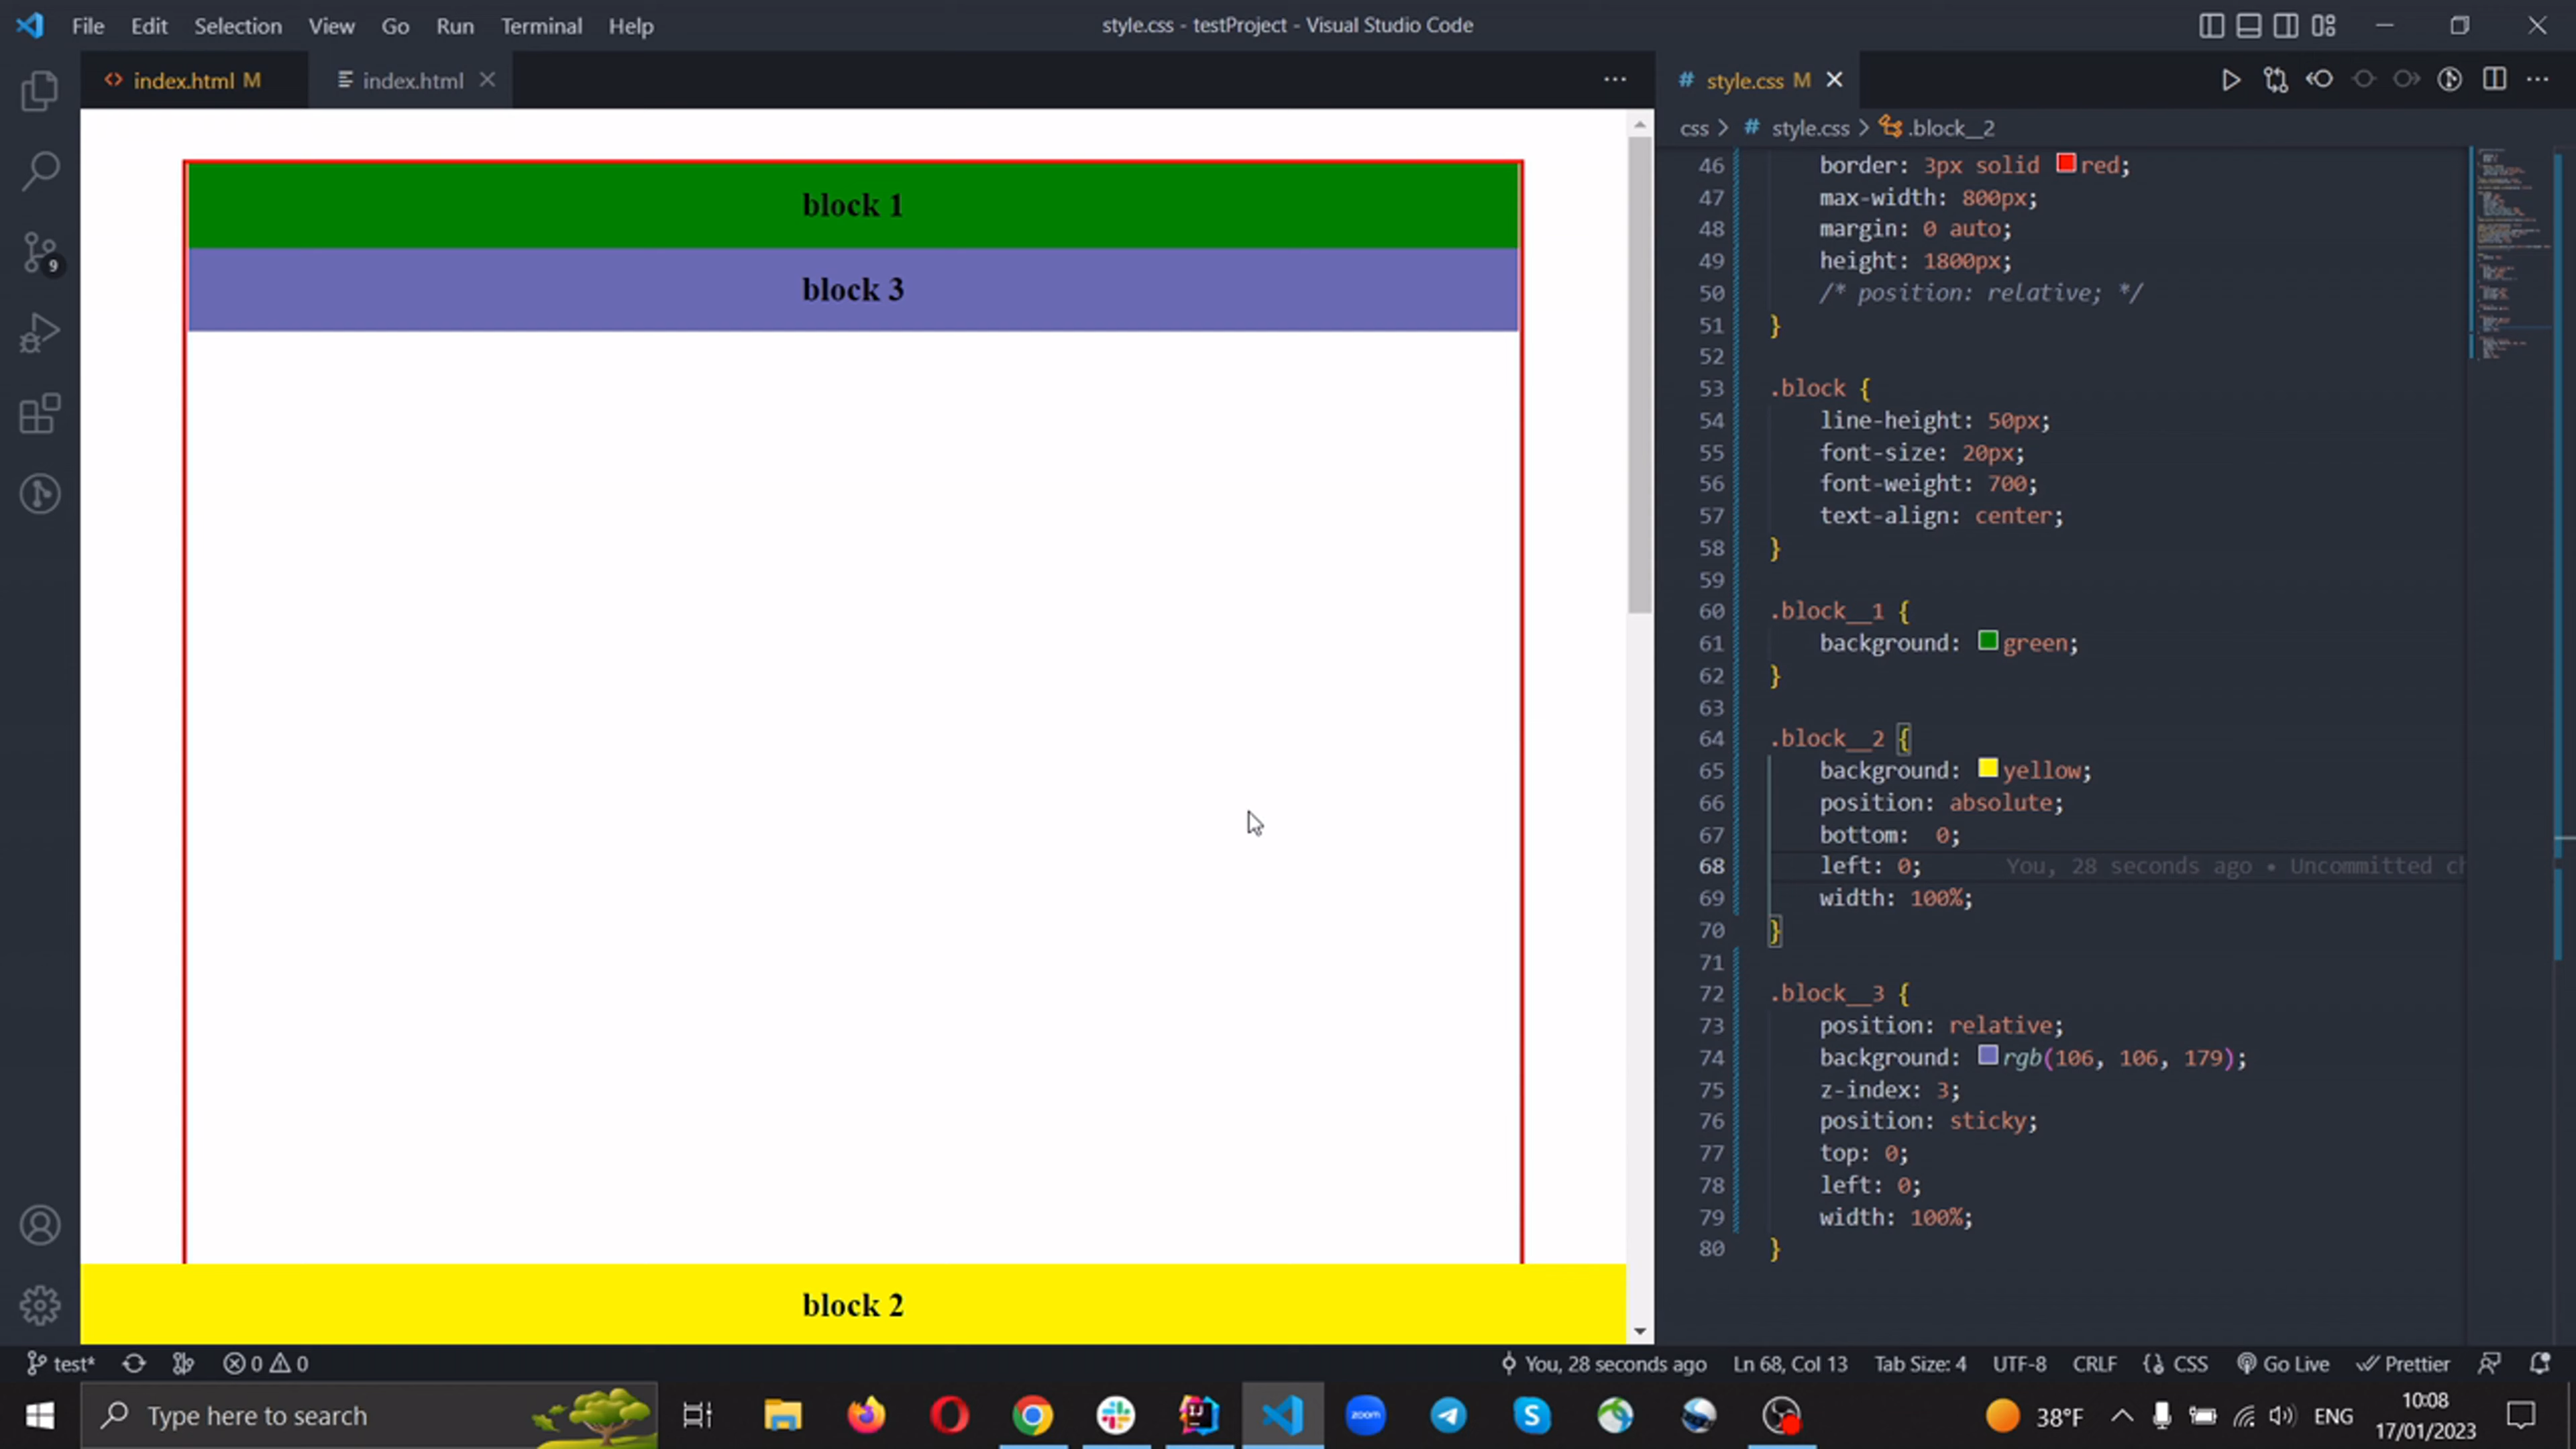 File Edit Selection View Go Run Terminal Help
style.css - testProject - Visual Studio Code
index.html M
index.html
style.css M
css > # style.css > .block__2
block 1
block 3
block 2
46 border: 3px solid red;
47 max-width: 800px;
48 margin: 0 auto;
49 height: 1800px;
50 /* position: relative; */
51 }
52
53 .block {
54 line-height: 50px;
55 font-size: 20px;
56 font-weight: 700;
57 text-align: center;
58 }
59
60 .block__1 {
61 background: green;
62 }
63
64 .block__2 {
65 background: yellow;
66 position: absolute;
67 bottom:  0;
68 left: 0; You, 28 seconds ago • Uncommitted ch
69 width: 100%;
70 }
71
72 .block__3 {
73 position: relative;
74 background: rgb(106, 106, 179);
75 z-index: 3;
76 position: sticky;
77 top: 0;
78 left: 0;
79 width: 100%;
80 }
9
test* 0 0 You, 28 seconds ago Ln 68, Col 13 Tab Size: 4 UTF-8 CRLF CSS Go Live Prettier
Type here to search
zoom
38°F ENG
10:08
17/01/2023